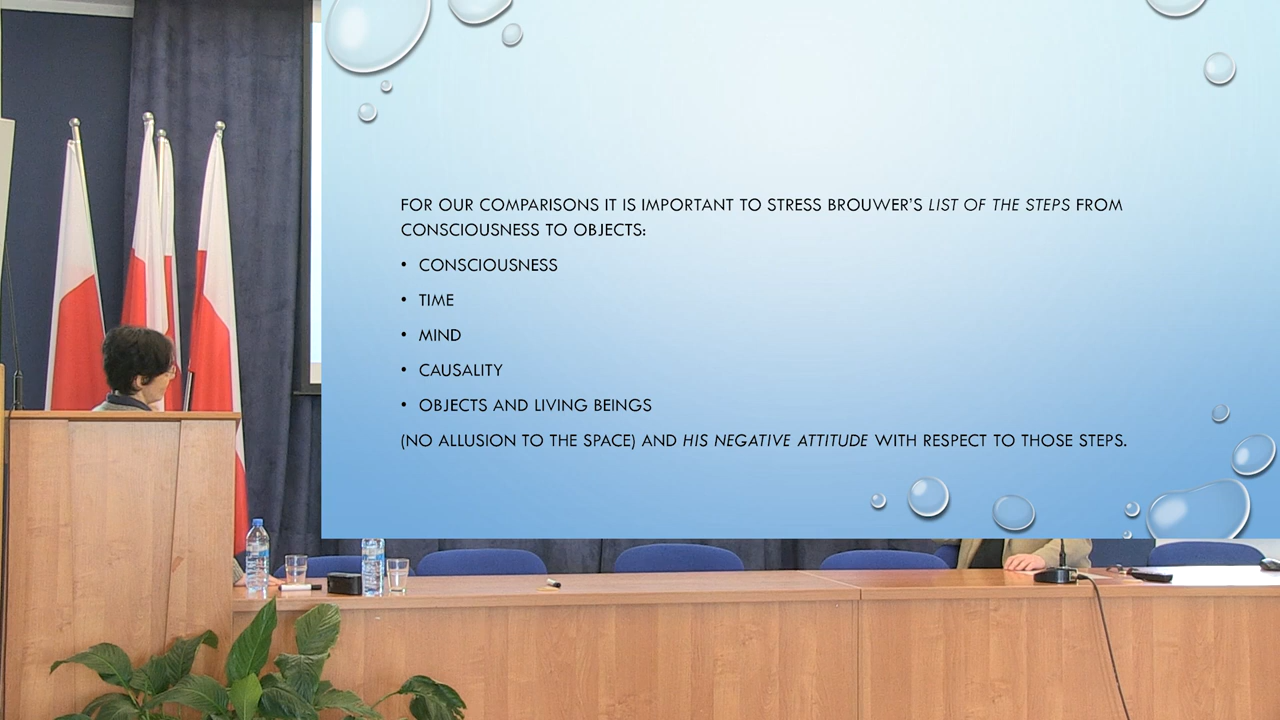 FOR OUR COMPARISONS IT IS IMPORTANT TO STRESS BROUWER'S LIST OF THE STEPS FROM
CONSCIOUSNESS TO OBJECTS:
• CONSCIOUSNESS
• TIME
• MIND
• CAUSALITY
• OBJECTS AND LIVING BEINGS
(NO ALLUSION TO THE SPACE) AND HIS NEGATIVE ATTITUDE WITH RESPECT TO THOSE STEPS.